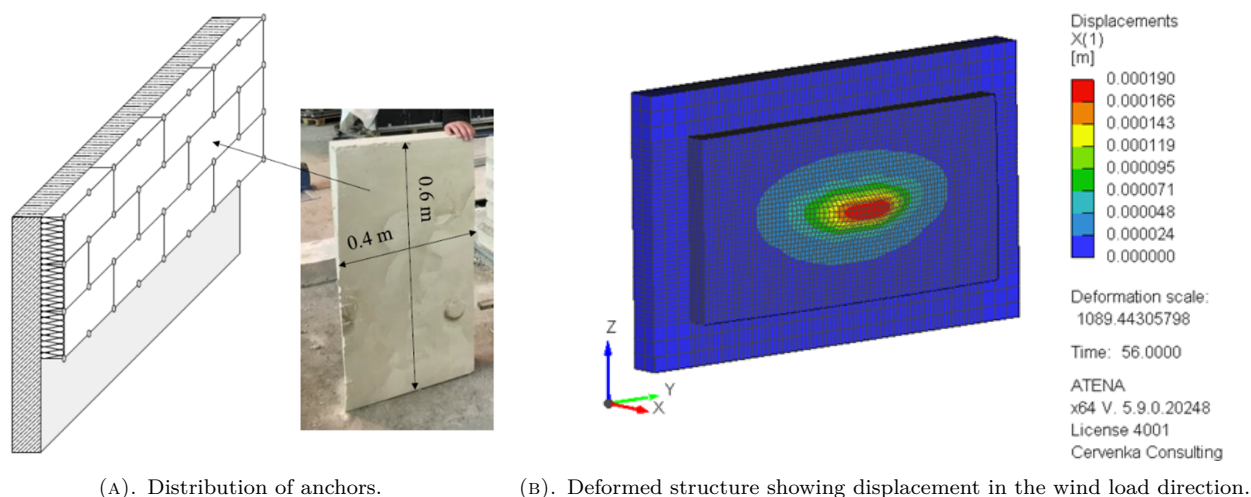 0.6 m
0.4 m
Z
Y
X
Displacements
X(1)
[m]
0.000190
0.000166
0.000143
0.000119
0.000095
0.000071
0.000048
0.000024
0.000000
Deformation scale:
1089.44305798
Time: 56.0000
ATENA
x64 V. 5.9.0.20248
License 4001
Cervenka Consulting
(A). Distribution of anchors.
(B). Deformed structure showing displacement in the wind load direction.